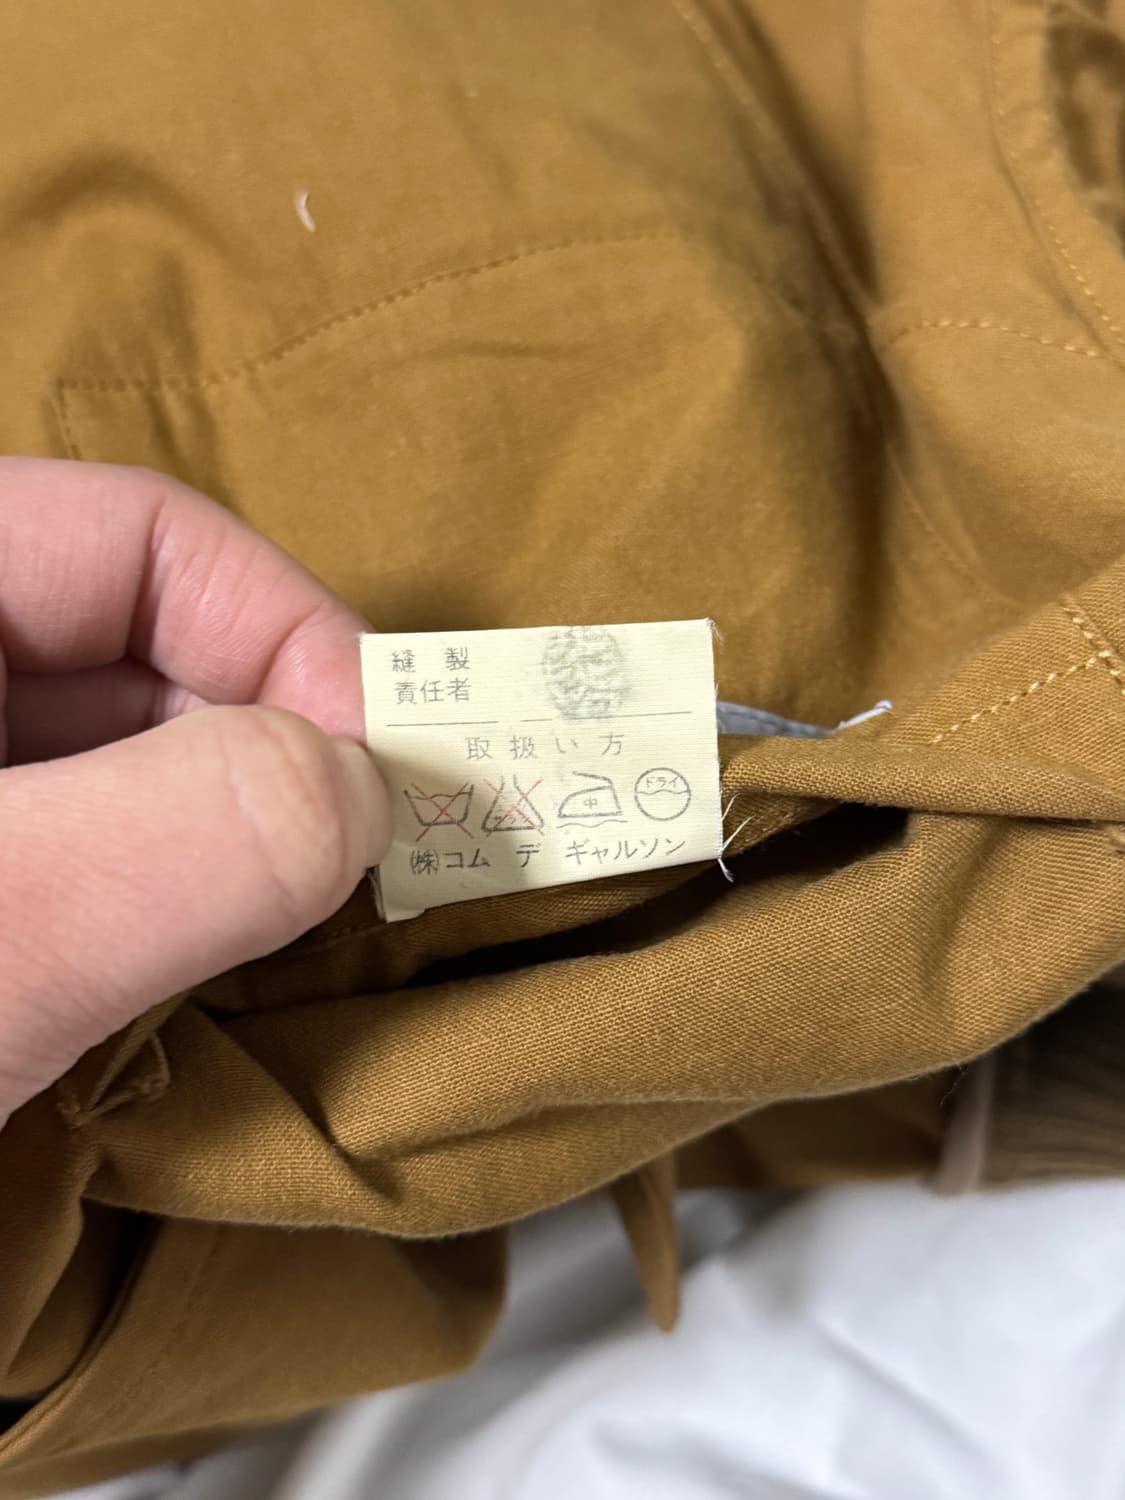 縫 製
責任者
取 扱 い 方
中 ドライ
㈱コム デ ギャルソン